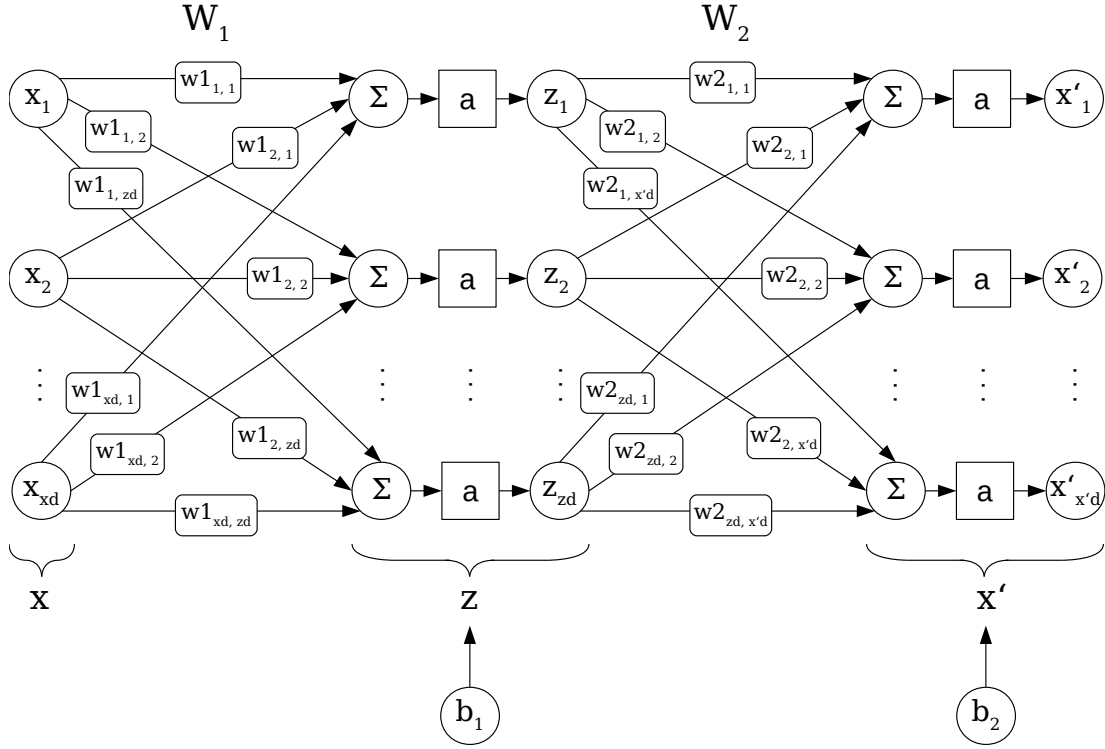 W₁ W₂
x₁ w1₁, ₁ Σ a z₁ w2₁, ₁ Σ a x‘₁
w1₁, ₂ w1₂, ₁ w2₁, ₂ w2₂, ₁
w1₁, zd w2₁, x‘d
x₂ w1₂, ₂ Σ a z₂ w2₂, ₂ Σ a x‘₂
w1xd, ₁ w2zd, ₁
w1xd, ₂ w1₂, zd w2zd, ₂ w2₂, x‘d
xxd Σ a zzd Σ a x‘x‘d
w1xd, zd w2zd, x‘d
x z x‘
b₁ b₂